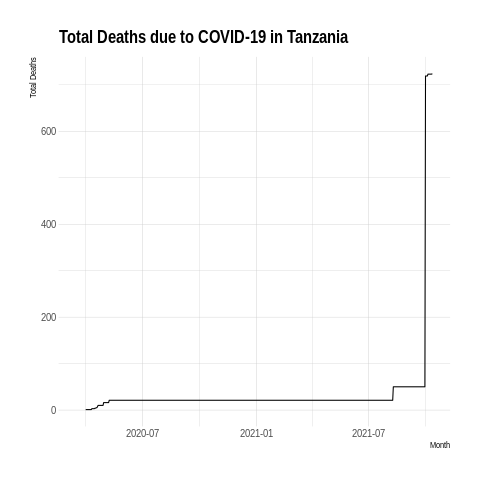 Total Deaths due to COVID-19 in Tanzania
Total Deaths
600
400
200
0
2020-07 2021-01 2021-07
Month